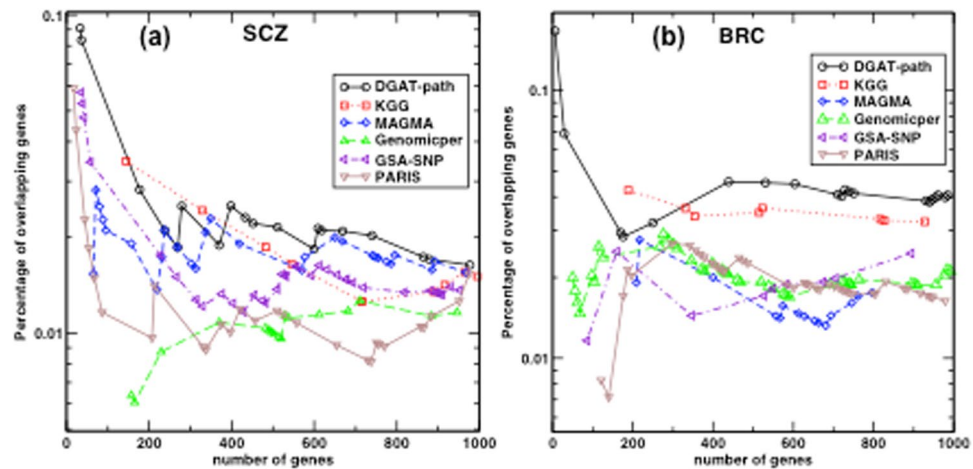 (a) SCZ
0.1
0.01
Percentage of overlapping genes
DGAT-path
KGG
MAGMA
Genomicper
GSA-SNP
PARIS
0 200 400 600 800 1000
number of genes
(b) BRC
0.1
0.01
Percentage of overlapping genes
DGAT-path
KGG
MAGMA
Genomicper
GSA-SNP
PARIS
0 200 400 600 800 1000
number of genes